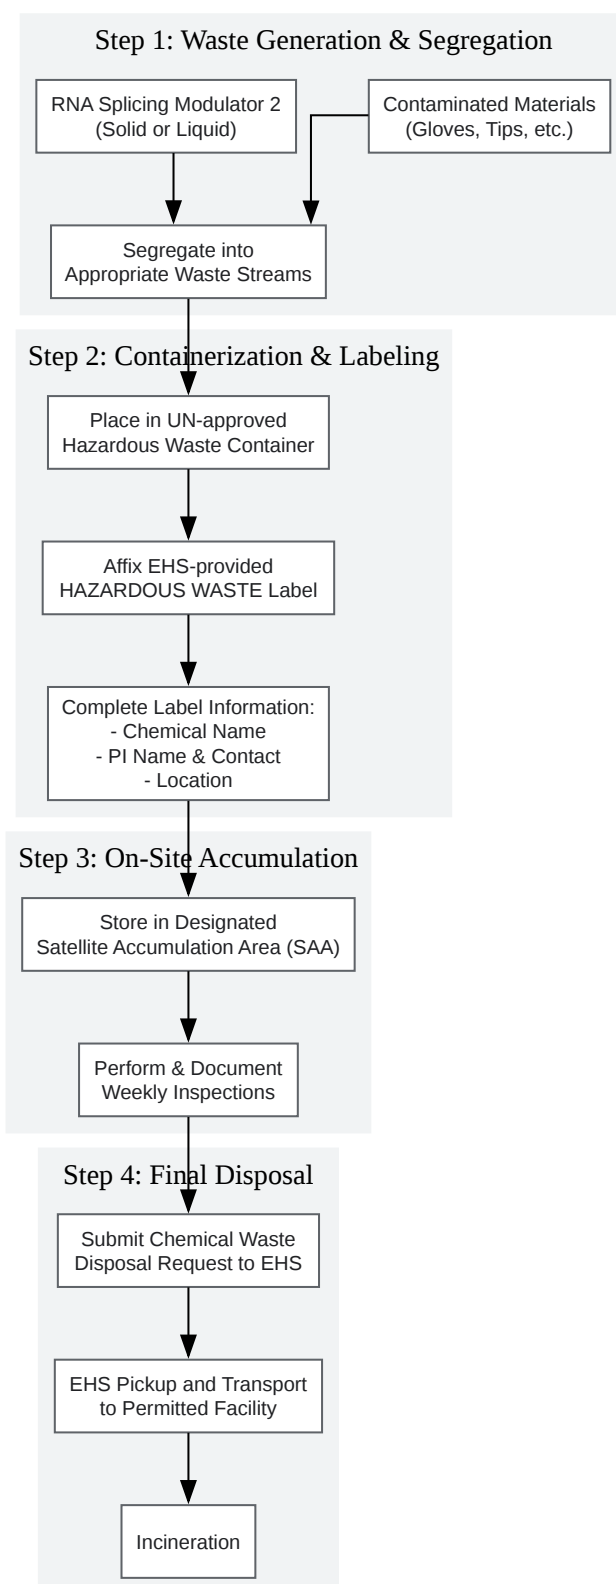 Step 1: Waste Generation & Segregation
RNA Splicing Modulator 2
(Solid or Liquid)
Contaminated Materials
(Gloves, Tips, etc.)
Segregate into
Appropriate Waste Streams
Step 2: Containerization & Labeling
Place in UN-approved
Hazardous Waste Container
Affix EHS-provided
HAZARDOUS WASTE Label
Complete Label Information:
- Chemical Name
- PI Name & Contact
- Location
Step 3: On-Site Accumulation
Store in Designated
Satellite Accumulation Area (SAA)
Perform & Document
Weekly Inspections
Step 4: Final Disposal
Submit Chemical Waste
Disposal Request to EHS
EHS Pickup and Transport
to Permitted Facility
Incineration